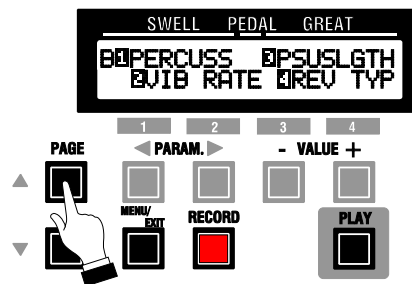 SWELL PEDAL GREAT
B1PERCUSS 3PSUSLGTH
2VIB RATE 4REV TYP
1 2 3 4
PAGE PARAM. - VALUE +
MENU/
EXIT RECORD PLAY